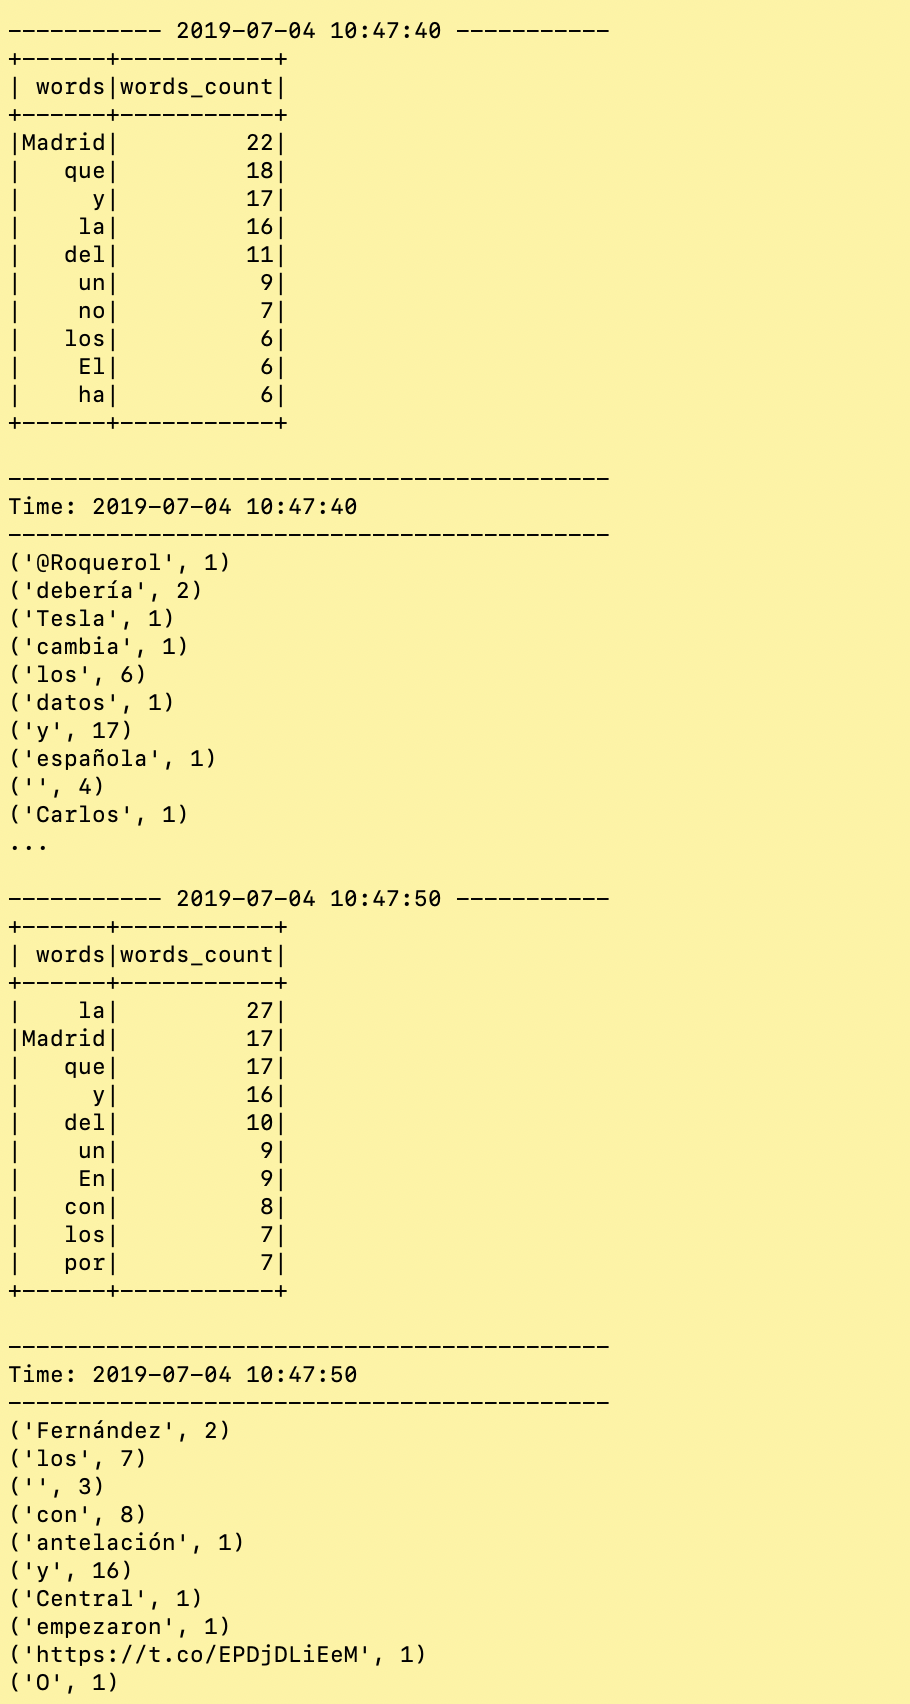 ----------- 2019-07-04 10:47:40 -----------
+------+-----------+
| words|words_count|
+------+-----------+
|Madrid|         22|
|   que|         18|
|     y|         17|
|    la|         16|
|   del|         11|
|    un|          9|
|    no|          7|
|   los|          6|
|    El|          6|
|    ha|          6|
+------+-----------+
-------------------------------------------
Time: 2019-07-04 10:47:40
-------------------------------------------
('@Roquerol', 1)
('debería', 2)
('Tesla', 1)
('cambia', 1)
('los', 6)
('datos', 1)
('y', 17)
('española', 1)
('', 4)
('Carlos', 1)
...
----------- 2019-07-04 10:47:50 -----------
+------+-----------+
| words|words_count|
+------+-----------+
|    la|         27|
|Madrid|         17|
|   que|         17|
|     y|         16|
|   del|         10|
|    un|          9|
|    En|          9|
|   con|          8|
|   los|          7|
|   por|          7|
+------+-----------+
-------------------------------------------
Time: 2019-07-04 10:47:50
-------------------------------------------
('Fernández', 2)
('los', 7)
('', 3)
('con', 8)
('antelación', 1)
('y', 16)
('Central', 1)
('empezaron', 1)
('https://t.co/EPDjDLiEeM', 1)
('O', 1)